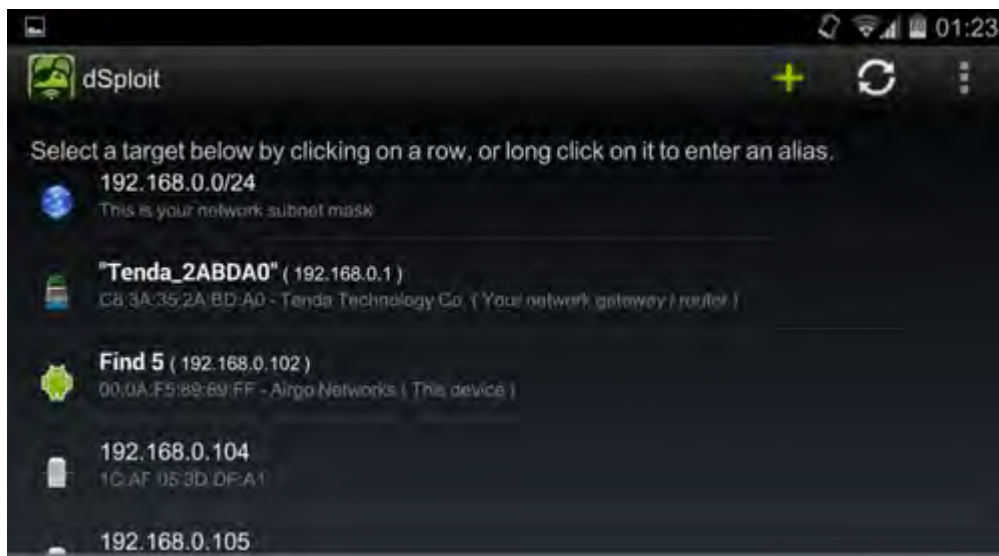 01:23
dSploit
Select a target below by clicking on a row, or long click on it to enter an alias.
192.168.0.0/24
This is your network subnet mask
"Tenda_2ABDA0" ( 192.168.0.1 )
C8:3A:35:2A:BD:A0 - Tenda Technology Co. ( Your network gateway / router )
Find 5 ( 192.168.0.102 )
00:0A:F5:89:89:FF - Airgo Networks ( This device )
192.168.0.104
1C:AF:05:3D:DF:A1
192.168.0.105